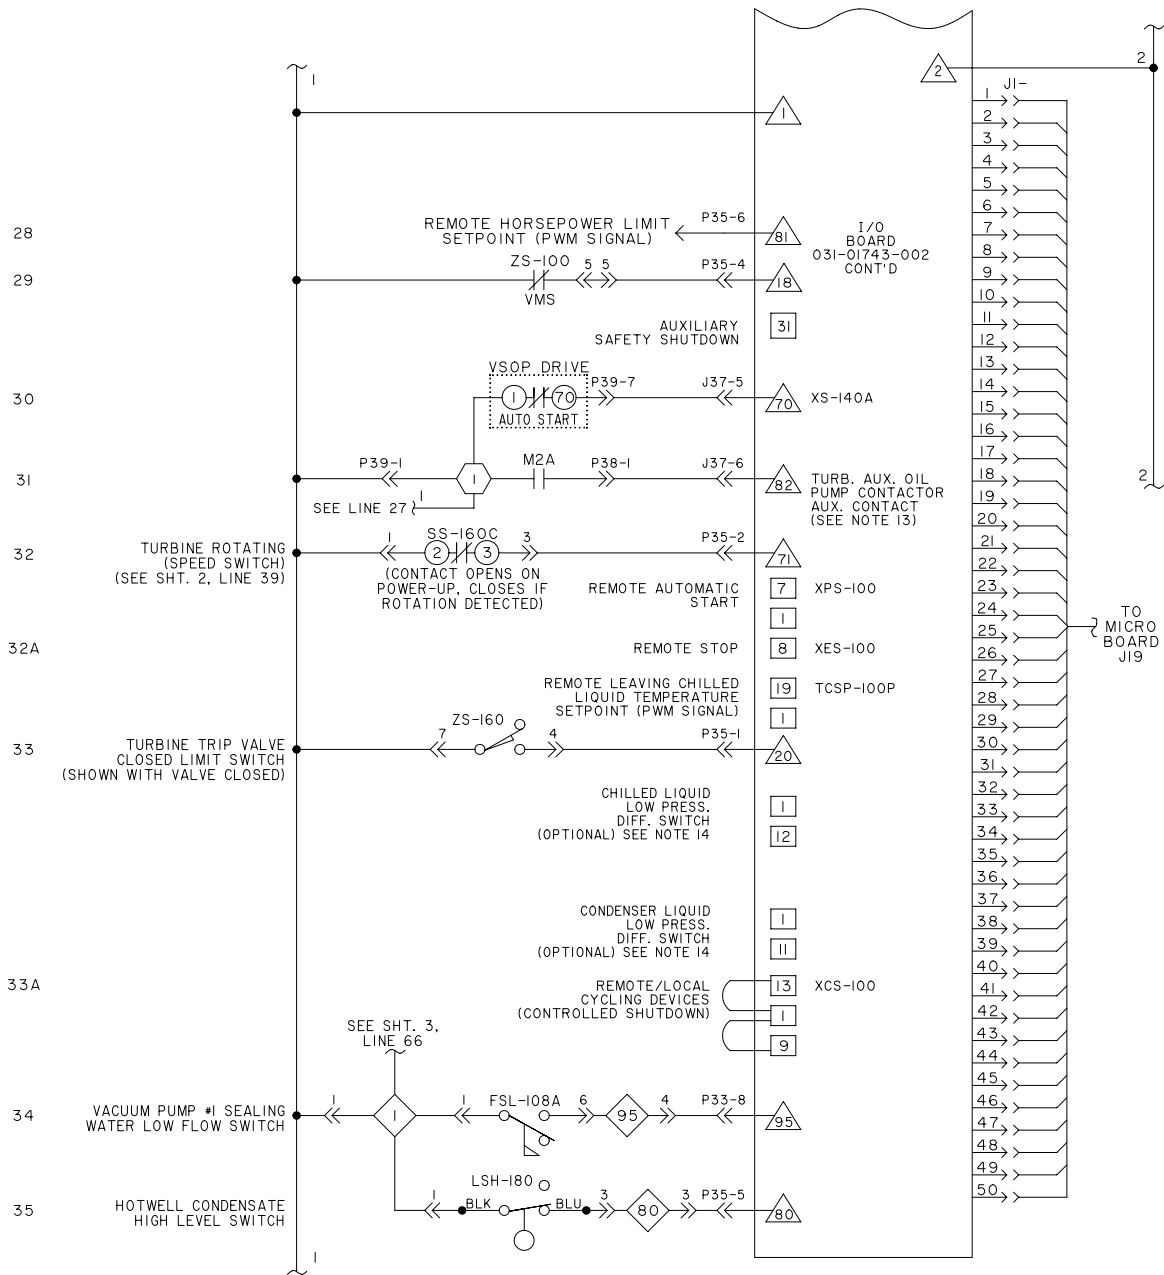 1
2
2
J1-
1
1
2
3
4
5
6
28
REMOTE HORSEPOWER LIMIT
SETPOINT (PWM SIGNAL)
P35-6
81
I/O
BOARD
031-01743-002
CONT'D
7
8
29
ZS-100
VMS
5 5
P35-4
18
9
10
AUXILIARY
SAFETY SHUTDOWN
31
11
12
13
VSOP DRIVE
30
1
70
AUTO START
P39-7
J37-5
70
XS-140A
14
15
16
17
31
P39-1
1
M2A
P38-1
J37-6
82
TURB. AUX. OIL
PUMP CONTACTOR
AUX. CONTACT
(SEE NOTE 13)
2
18
19
SEE LINE 27
1
20
32
TURBINE ROTATING
(SPEED SWITCH)
(SEE SHT. 2, LINE 39)
1
SS-160C
2
3
3
(CONTACT OPENS ON
POWER-UP, CLOSES IF
ROTATION DETECTED)
P35-2
71
21
22
REMOTE AUTOMATIC
START
7
XPS-100
1
23
24
25
TO
MICRO
BOARD
J19
32A
REMOTE STOP
8
XES-100
26
27
REMOTE LEAVING CHILLED
LIQUID TEMPERATURE
SETPOINT (PWM SIGNAL)
19
TCSP-100P
1
28
29
33
TURBINE TRIP VALVE
CLOSED LIMIT SWITCH
(SHOWN WITH VALVE CLOSED)
7
ZS-160
4
P35-1
20
30
31
32
CHILLED LIQUID
LOW PRESS.
DIFF. SWITCH
(OPTIONAL) SEE NOTE 14
1
12
33
34
35
36
37
CONDENSER LIQUID
LOW PRESS.
DIFF. SWITCH
(OPTIONAL) SEE NOTE 14
1
11
38
39
40
33A
REMOTE/LOCAL
CYCLING DEVICES
(CONTROLLED SHUTDOWN)
13
XCS-100
1
9
41
42
43
44
45
SEE SHT. 3,
LINE 66
34
VACUUM PUMP #1 SEALING
WATER LOW FLOW SWITCH
1
1
1
FSL-108A
6
95
4
P33-8
95
46
47
48
49
50
35
HOTWELL CONDENSATE
HIGH LEVEL SWITCH
1
LSH-180
BLK
BLU
3
80
3
P35-5
80
1